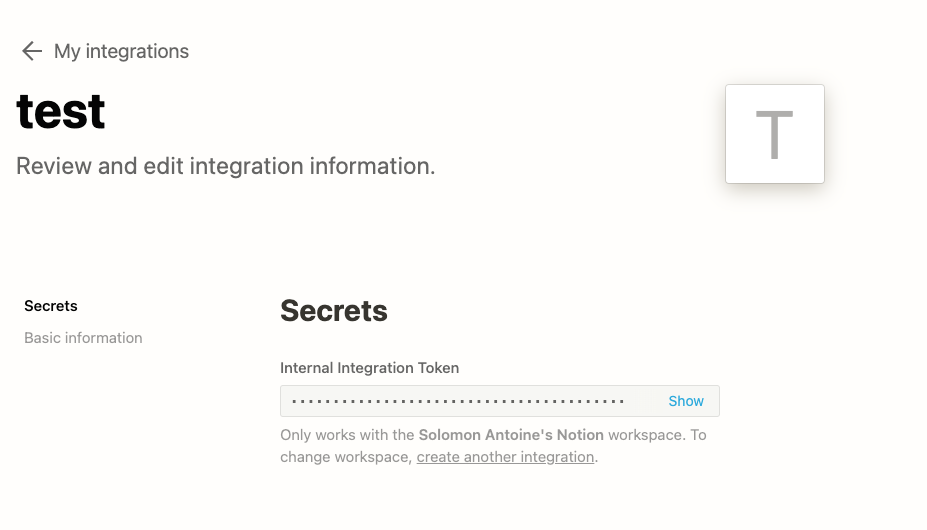 My integrations
test
T
Review and edit integration information.
Secrets
Basic information
Secrets
Internal Integration Token
•••••••••••••••••••••••••••••••••••••••• Show
Only works with the Solomon Antoine's Notion workspace. To
change workspace, create another integration.